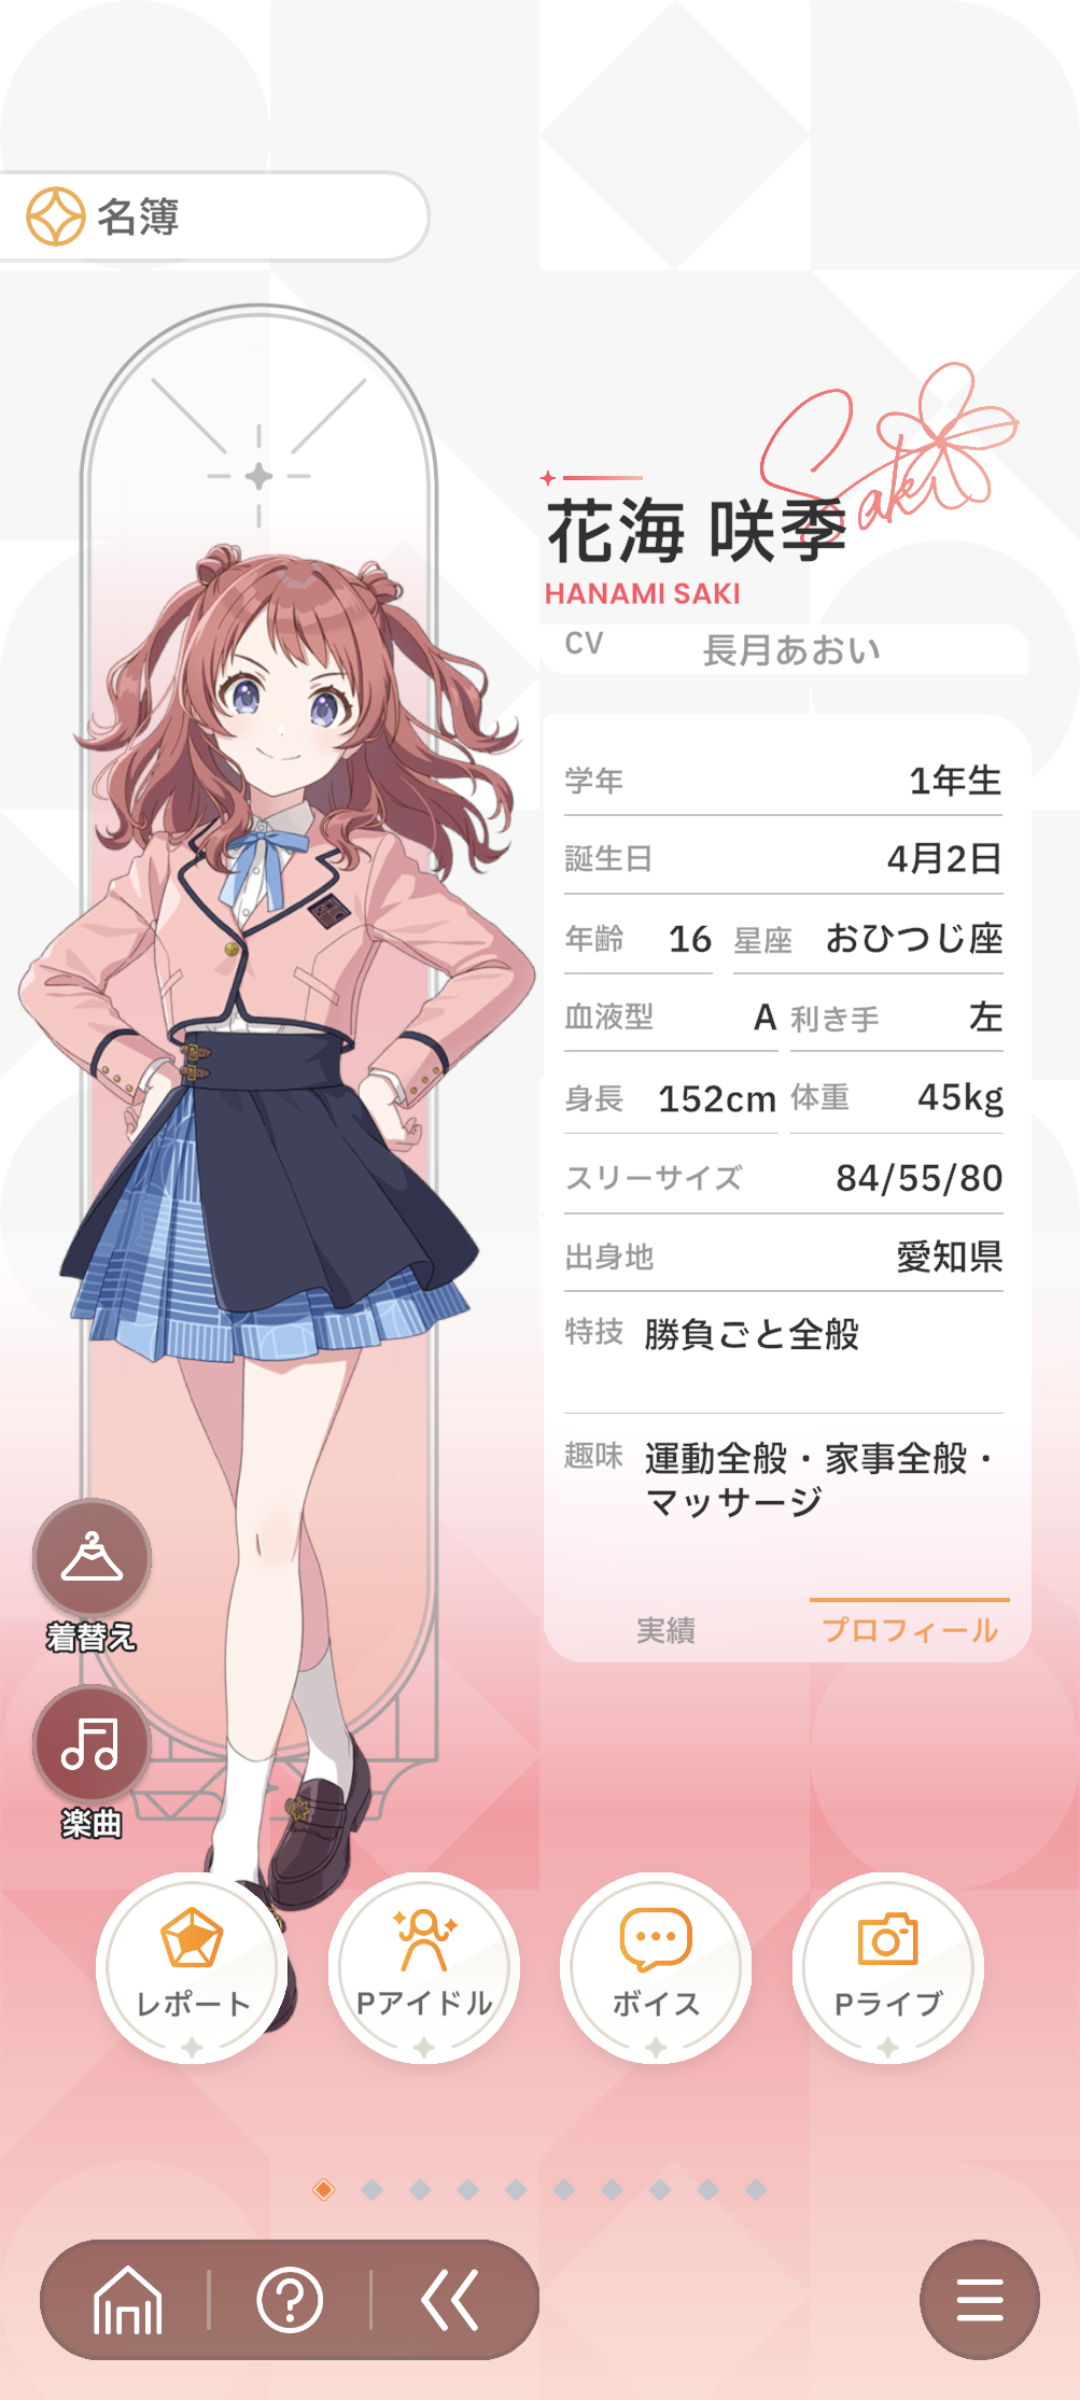 名簿
Saki
花海 咲季
HANAMI SAKI
CV 長月あおい
学年 1年生
誕生日 4月2日
年齢 16 星座 おひつじ座
血液型 A 利き手 左
身長 152cm 体重 45kg
スリーサイズ 84/55/80
出身地 愛知県
特技 勝負ごと全般
趣味 運動全般・家事全般・
マッサージ
実績 プロフィール
着替え
楽曲
レポート Pアイドル ボイス Pライブ